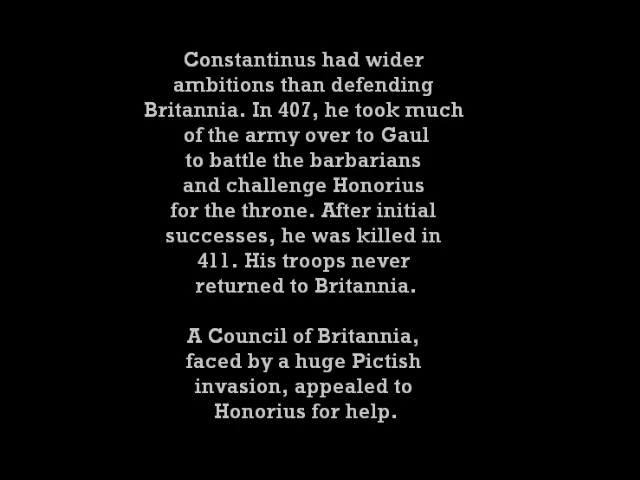 Constantinus had wider
ambitions than defending
Britannia. In 407, he took much
of the army over to Gaul
to battle the barbarians
and challenge Honorius
for the throne. After initial
successes, he was killed in
411. His troops never
returned to Britannia.
A Council of Britannia,
faced by a huge Pictish
invasion, appealed to
Honorius for help.